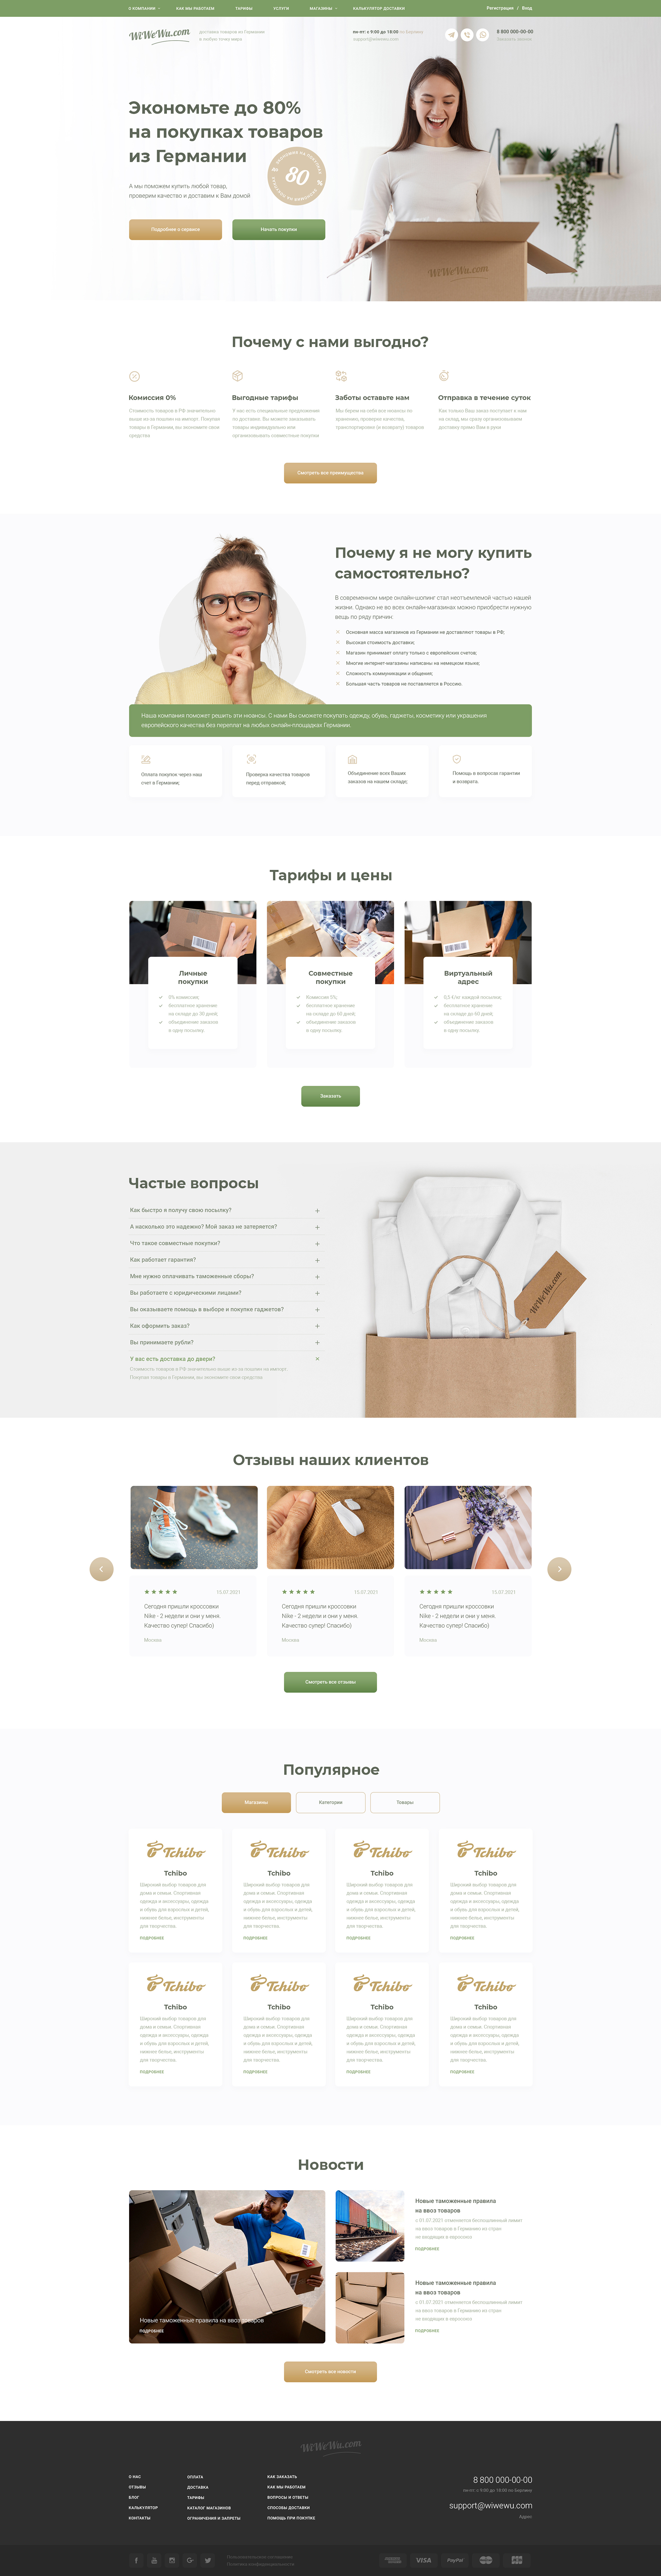 О КОМПАНИИ
КАК МЫ РАБОТАЕМ
ТАРИФЫ
УСЛУГИ
МАГАЗИНЫ
КАЛЬКУЛЯТОР ДОСТАВКИ
Регистрация / Вход
WiWeWu.com
доставка товаров из Германии
в любую точку мира
пн-пт: с 9:00 до 18:00 по Берлину
support@wiwewu.com
8 800 000-00-00
Заказать звонок
Экономьте до 80%
на покупках товаров
из Германии
80
А мы поможем купить любой товар,
проверим качество и доставим к Вам домой
Подробнее о сервисе
Начать покупки
WiWeWu.com
Почему с нами выгодно?
Комиссия 0%
Стоимость товаров в РФ значительно
выше из-за пошлин на импорт. Покупая
товары в Германии, вы экономите свои
средства
Выгодные тарифы
У нас есть специальные предложения
по доставке. Вы можете заказывать
товары индивидуально или
организовывать совместные покупки
Заботы оставьте нам
Мы берем на себя все нюансы по
хранению, проверке качества,
транспортировке (и возврату) товаров
Отправка в течение суток
Как только Ваш заказ поступает к нам
на склад, мы сразу организовываем
доставку прямо Вам в руки
Смотреть все преимущества
Почему я не могу купить
самостоятельно?
В современном мире онлайн-шопинг стал неотъемлемой частью нашей
жизни. Однако не во всех онлайн-магазинах можно приобрести нужную
вещь по ряду причин:
Основная масса магазинов из Германии не доставляют товары в РФ;
Высокая стоимость доставки;
Магазин принимает оплату только с европейских счетов;
Многие интернет-магазины написаны на немецком языке;
Сложность коммуникации и общения;
Большая часть товаров не поставляется в Россию.
Наша компания поможет решить эти нюансы. С нами Вы сможете покупать одежду, обувь, гаджеты, косметику или украшения
европейского качества без переплат на любых онлайн-площадках Германии.
Оплата покупок через наш
счет в Германии;
Проверка качества товаров
перед отправкой;
Объединение всех Ваших
заказов на нашем складе;
Помощь в вопросах гарантии
и возврата.
Тарифы и цены
Личные
покупки
0% комиссия;
бесплатное хранение
на складе до 30 дней;
объединение заказов
в одну посылку.
Совместные
покупки
Комиссия 5%;
бесплатное хранение
на складе до 60 дней;
объединение заказов
в одну посылку.
Виртуальный
адрес
0,5 €/кг каждой посылки;
бесплатное хранение
на складе до 60 дней;
объединение заказов
в одну посылку.
Заказать
Частые вопросы
Как быстро я получу свою посылку?
А насколько это надежно? Мой заказ не затеряется?
Что такое совместные покупки?
Как работает гарантия?
Мне нужно оплачивать таможенные сборы?
Вы работаете с юридическими лицами?
Вы оказываете помощь в выборе и покупке гаджетов?
Как оформить заказ?
Вы принимаете рубли?
У вас есть доставка до двери?
Стоимость товаров в РФ значительно выше из-за пошлин на импорт.
Покупая товары в Германии, вы экономите свои средства
WiWeWu.com
Отзывы наших клиентов
15.07.2021
Сегодня пришли кроссовки
Nike - 2 недели и они у меня.
Качество супер! Спасибо)
Москва
15.07.2021
Сегодня пришли кроссовки
Nike - 2 недели и они у меня.
Качество супер! Спасибо)
Москва
15.07.2021
Сегодня пришли кроссовки
Nike - 2 недели и они у меня.
Качество супер! Спасибо)
Москва
Смотреть все отзывы
Популярное
Магазины
Категории
Товары
Tchibo
Tchibo
Широкий выбор товаров для
дома и семьи. Спортивная
одежда и аксессуары, одежда
и обувь для взрослых и детей,
нижнее белье, инструменты
для творчества.
ПОДРОБНЕЕ
Tchibo
Tchibo
Широкий выбор товаров для
дома и семьи. Спортивная
одежда и аксессуары, одежда
и обувь для взрослых и детей,
нижнее белье, инструменты
для творчества.
ПОДРОБНЕЕ
Tchibo
Tchibo
Широкий выбор товаров для
дома и семьи. Спортивная
одежда и аксессуары, одежда
и обувь для взрослых и детей,
нижнее белье, инструменты
для творчества.
ПОДРОБНЕЕ
Tchibo
Tchibo
Широкий выбор товаров для
дома и семьи. Спортивная
одежда и аксессуары, одежда
и обувь для взрослых и детей,
нижнее белье, инструменты
для творчества.
ПОДРОБНЕЕ
Tchibo
Tchibo
Широкий выбор товаров для
дома и семьи. Спортивная
одежда и аксессуары, одежда
и обувь для взрослых и детей,
нижнее белье, инструменты
для творчества.
ПОДРОБНЕЕ
Tchibo
Tchibo
Широкий выбор товаров для
дома и семьи. Спортивная
одежда и аксессуары, одежда
и обувь для взрослых и детей,
нижнее белье, инструменты
для творчества.
ПОДРОБНЕЕ
Tchibo
Tchibo
Широкий выбор товаров для
дома и семьи. Спортивная
одежда и аксессуары, одежда
и обувь для взрослых и детей,
нижнее белье, инструменты
для творчества.
ПОДРОБНЕЕ
Tchibo
Tchibo
Широкий выбор товаров для
дома и семьи. Спортивная
одежда и аксессуары, одежда
и обувь для взрослых и детей,
нижнее белье, инструменты
для творчества.
ПОДРОБНЕЕ
Новости
Новые таможенные правила на ввоз товаров
ПОДРОБНЕЕ
Новые таможенные правила
на ввоз товаров
с 01.07.2021 отменяется беспошлинный лимит
на ввоз товаров в Германию из стран
не входящих в евросоюз
ПОДРОБНЕЕ
Новые таможенные правила
на ввоз товаров
с 01.07.2021 отменяется беспошлинный лимит
на ввоз товаров в Германию из стран
не входящих в евросоюз
ПОДРОБНЕЕ
Смотреть все новости
WiWeWu.com
О НАС
ОТЗЫВЫ
БЛОГ
КАЛЬКУЛЯТОР
КОНТАКТЫ
ОПЛАТА
ДОСТАВКА
ТАРИФЫ
КАТАЛОГ МАГАЗИНОВ
ОГРАНИЧЕНИЯ И ЗАПРЕТЫ
КАК ЗАКАЗАТЬ
КАК МЫ РАБОТАЕМ
ВОПРОСЫ И ОТВЕТЫ
СПОСОБЫ ДОСТАВКИ
ПОМОЩЬ ПРИ ПОКУПКЕ
8 800 000-00-00
пн-пт: с 9:00 до 18:00 по Берлину
support@wiwewu.com
Адрес
Пользовательское соглашение
Политика конфиденциальности
VISA
PayPal